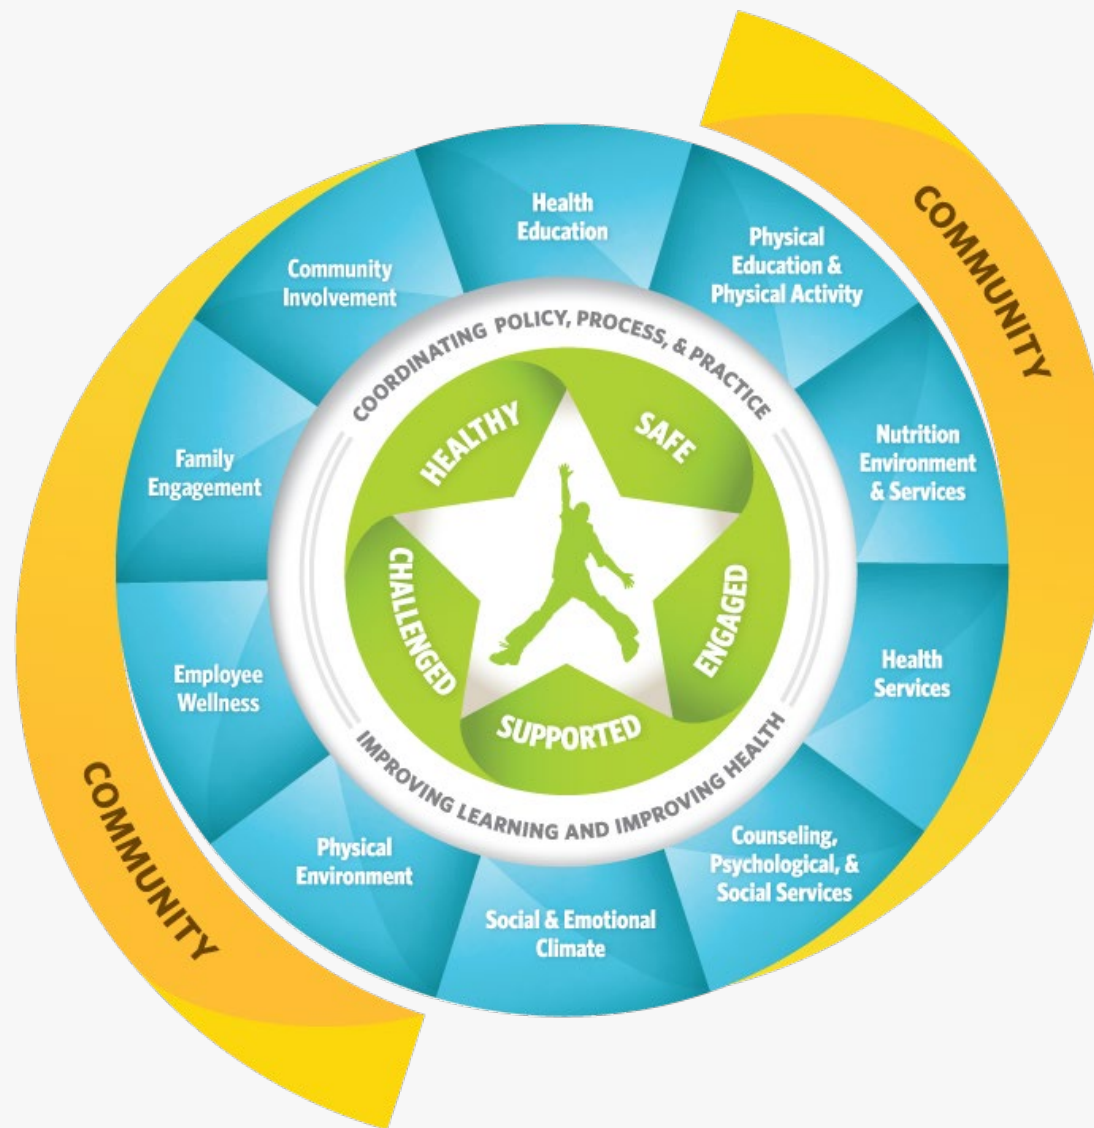 COMMUNITY
Health
Education
Physical
Education &
Physical Activity
Nutrition
Environment
& Services
Health
Services
Counseling,
Psychological, &
Social Services
Social & Emotional
Climate
Physical
Environment
Employee
Wellness
Family
Engagement
Community
Involvement
COORDINATING POLICY, PROCESS, & PRACTICE
IMPROVING LEARNING AND IMPROVING HEALTH
HEALTHY
SAFE
ENGAGED
SUPPORTED
CHALLENGED
COMMUNITY